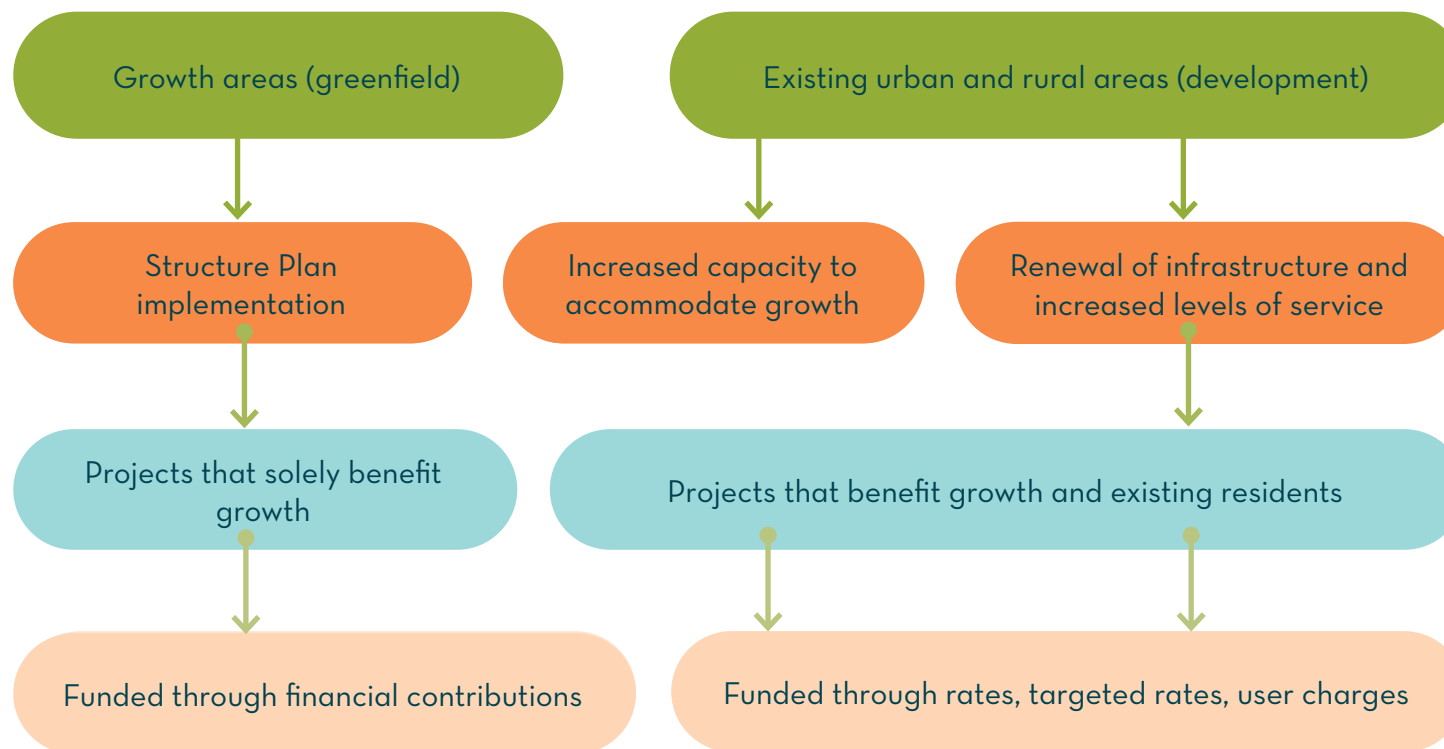 Growth areas (greenfield)
Existing urban and rural areas (development)
Structure Plan
implementation
Increased capacity to
accommodate growth
Renewal of infrastructure and
increased levels of service
Projects that solely benefit
growth
Projects that benefit growth and existing residents
Funded through financial contributions
Funded through rates, targeted rates, user charges